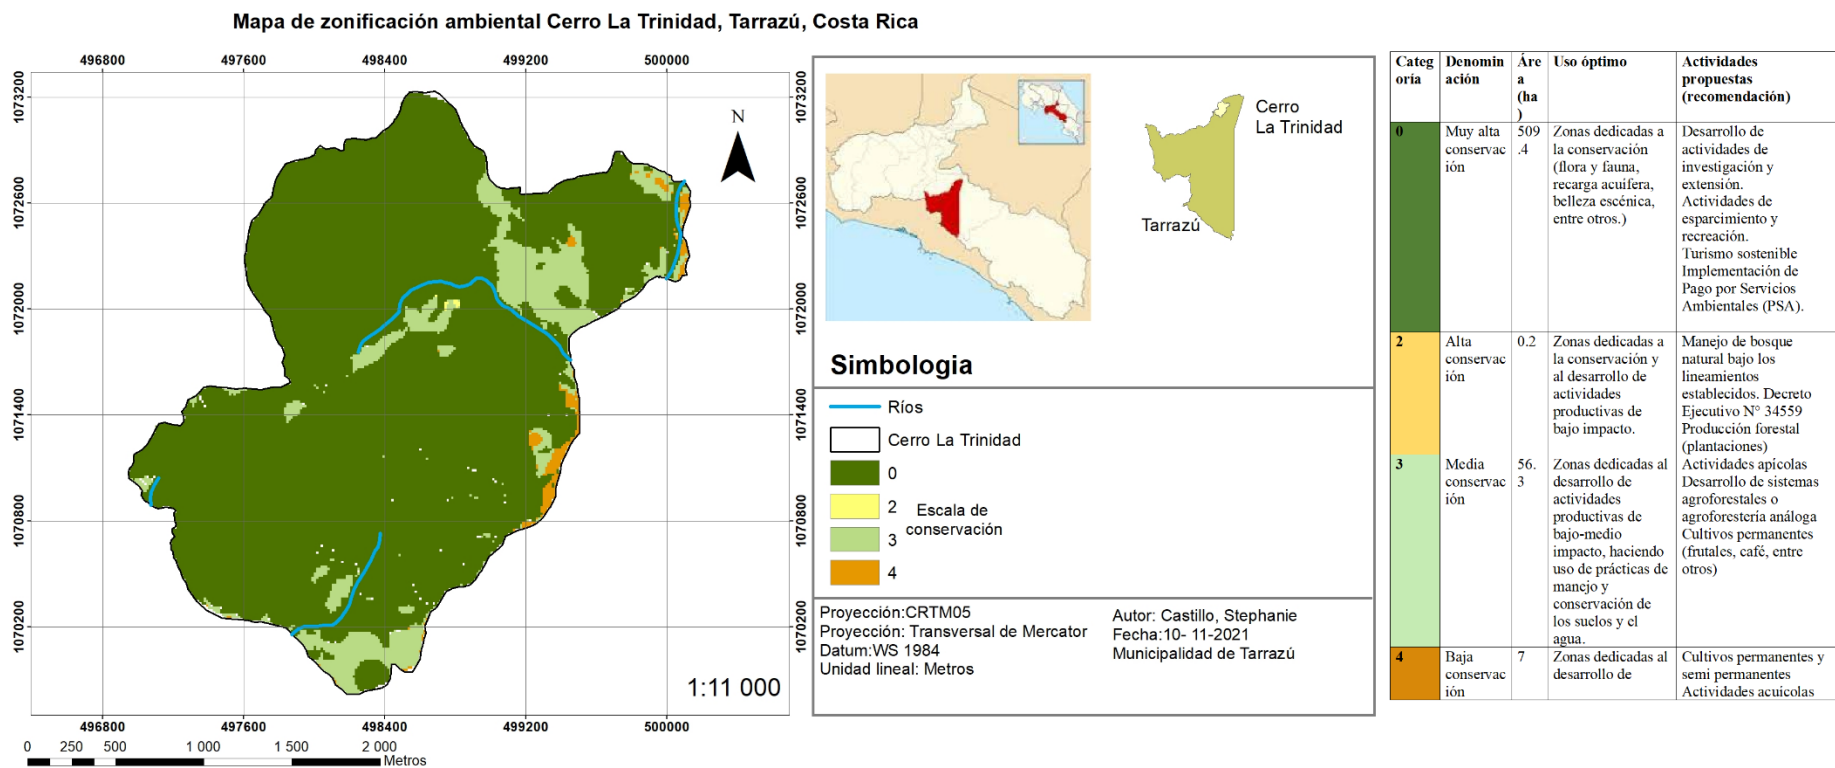 Mapa de zonificación ambiental Cerro La Trinidad, Tarrazú, Costa Rica
496800 497600 498400 499200 500000
1073200
1072600
1072000
1071400
1070800
1070200
1073200
1072600
1072000
1071400
1070800
1070200
N
1:11 000
496800 497600 498400 499200 500000
0 250 500 1 000 1 500 2 000
Metros
Cerro
La Trinidad
Tarrazú
Simbologia
Ríos
Cerro La Trinidad
0
2
3
4
Escala de
conservación
Proyección:CRTM05
Proyección: Transversal de Mercator
Datum:WS 1984
Unidad lineal: Metros
Autor: Castillo, Stephanie
Fecha:10- 11-2021
Municipalidad de Tarrazú
Categ
oría
Denomin
ación
Áre
a
(ha
)
Uso óptimo
Actividades
propuestas
(recomendación)
0
Muy alta
conservac
ión
509
.4
Zonas dedicadas a
la conservación
(flora y fauna,
recarga acuífera,
belleza escénica,
entre otros.)
Desarrollo de
actividades de
investigación y
extensión.
Actividades de
esparcimiento y
recreación.
Turismo sostenible
Implementación de
Pago por Servicios
Ambientales (PSA).
2
Alta
conservac
ión
0.2
Zonas dedicadas a
la conservación y
al desarrollo de
actividades
productivas de
bajo impacto.
Manejo de bosque
natural bajo los
lineamientos
establecidos. Decreto
Ejecutivo N° 34559
Producción forestal
(plantaciones)
3
Media
conservac
ión
56.
3
Zonas dedicadas al
desarrollo de
actividades
productivas de
bajo-medio
impacto, haciendo
uso de prácticas de
manejo y
conservación de
los suelos y el
agua.
Actividades apícolas
Desarrollo de sistemas
agroforestales o
agroforestería análoga
Cultivos permanentes
(frutales, café, entre
otros)
4
Baja
conservac
ión
7
Zonas dedicadas al
desarrollo de
Cultivos permanentes y
semi permanentes
Actividades acuícolas